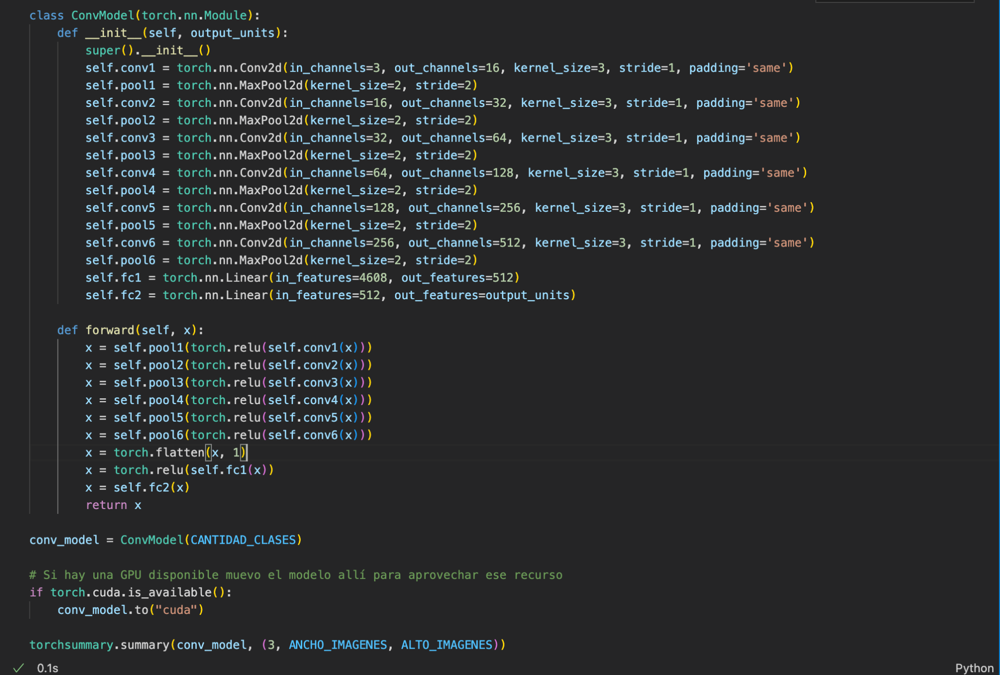 class ConvModel(torch.nn.Module):
    def __init__(self, output_units):
        super().__init__()
        self.conv1 = torch.nn.Conv2d(in_channels=3, out_channels=16, kernel_size=3, stride=1, padding='same')
        self.pool1 = torch.nn.MaxPool2d(kernel_size=2, stride=2)
        self.conv2 = torch.nn.Conv2d(in_channels=16, out_channels=32, kernel_size=3, stride=1, padding='same')
        self.pool2 = torch.nn.MaxPool2d(kernel_size=2, stride=2)
        self.conv3 = torch.nn.Conv2d(in_channels=32, out_channels=64, kernel_size=3, stride=1, padding='same')
        self.pool3 = torch.nn.MaxPool2d(kernel_size=2, stride=2)
        self.conv4 = torch.nn.Conv2d(in_channels=64, out_channels=128, kernel_size=3, stride=1, padding='same')
        self.pool4 = torch.nn.MaxPool2d(kernel_size=2, stride=2)
        self.conv5 = torch.nn.Conv2d(in_channels=128, out_channels=256, kernel_size=3, stride=1, padding='same')
        self.pool5 = torch.nn.MaxPool2d(kernel_size=2, stride=2)
        self.conv6 = torch.nn.Conv2d(in_channels=256, out_channels=512, kernel_size=3, stride=1, padding='same')
        self.pool6 = torch.nn.MaxPool2d(kernel_size=2, stride=2)
        self.fc1 = torch.nn.Linear(in_features=4608, out_features=512)
        self.fc2 = torch.nn.Linear(in_features=512, out_features=output_units)

    def forward(self, x):
        x = self.pool1(torch.relu(self.conv1(x)))
        x = self.pool2(torch.relu(self.conv2(x)))
        x = self.pool3(torch.relu(self.conv3(x)))
        x = self.pool4(torch.relu(self.conv4(x)))
        x = self.pool5(torch.relu(self.conv5(x)))
        x = self.pool6(torch.relu(self.conv6(x)))
        x = torch.flatten(x, 1)
        x = torch.relu(self.fc1(x))
        x = self.fc2(x)
        return x

conv_model = ConvModel(CANTIDAD_CLASES)

# Si hay una GPU disponible muevo el modelo allí para aprovechar ese recurso
if torch.cuda.is_available():
    conv_model.to("cuda")

torchsummary.summary(conv_model, (3, ANCHO_IMAGENES, ALTO_IMAGENES))
0.1s
Python